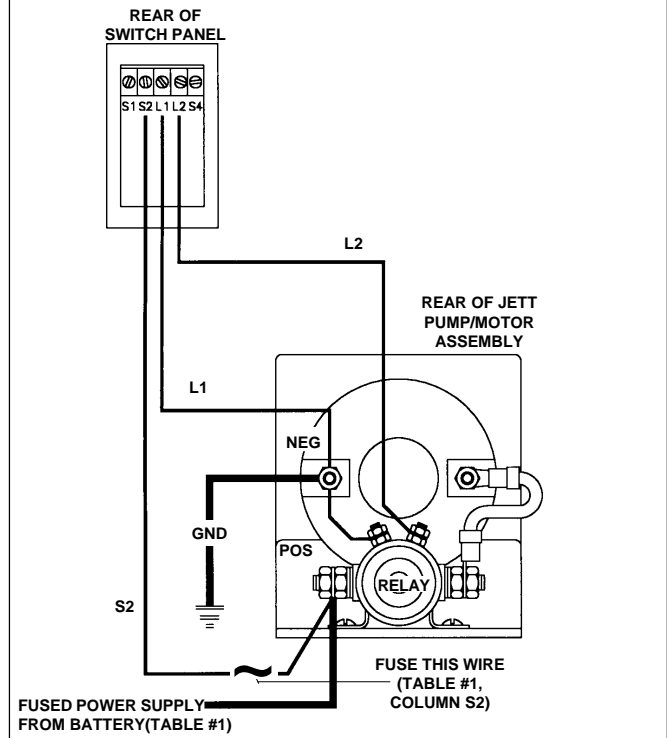 REAR OF
SWITCH PANEL
S1 S2 L1 L2 S4
L2
REAR OF JETT
PUMP/MOTOR
ASSEMBLY
L1
NEG
GND
POS
RELAY
S2
FUSE THIS WIRE
(TABLE #1,
COLUMN S2)
FUSED POWER SUPPLY
FROM BATTERY(TABLE #1)